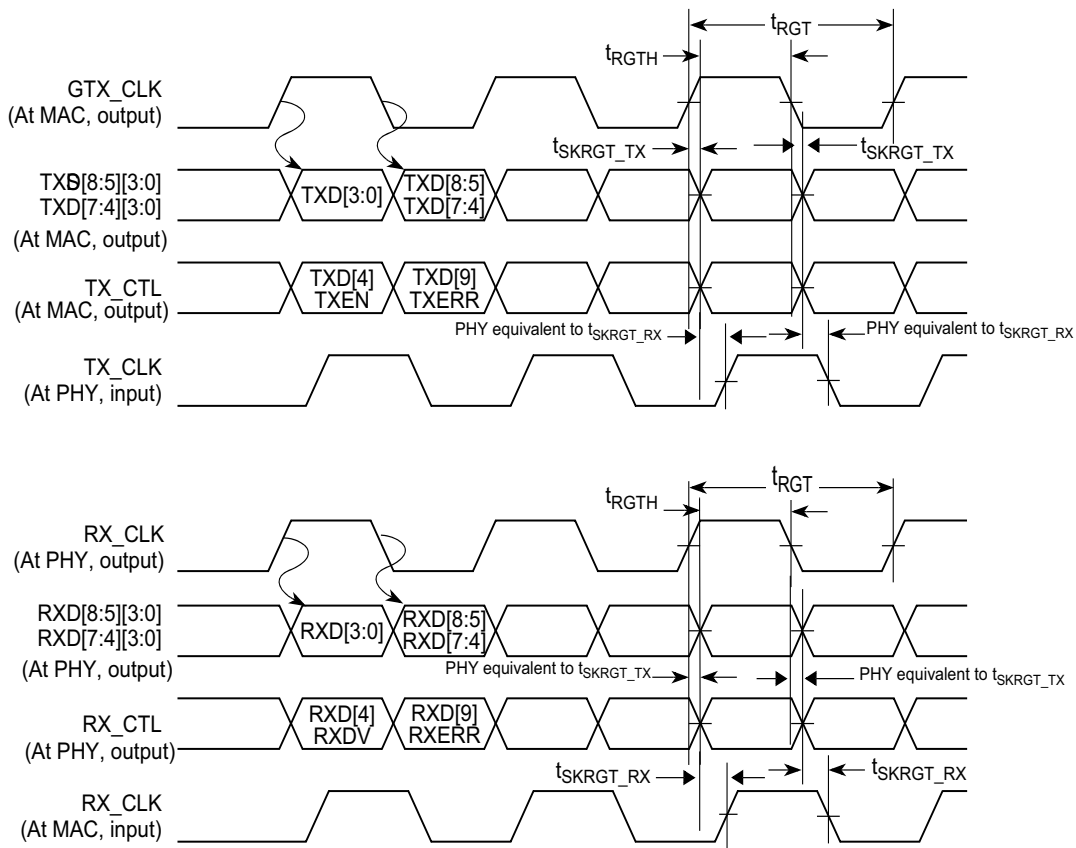 tRGT
tRGTH
GTX_CLK
(At MAC, output)
tSKRGT_TX
tSKRGT_TX
TXD[8:5][3:0]
TXD[7:4][3:0]
(At MAC, output)
TXD[3:0]
TXD[8:5]
TXD[7:4]
TX_CTL
(At MAC, output)
TXD[4]
TXEN
TXD[9]
TXERR
PHY equivalent to tSKRGT_RX
PHY equivalent to tSKRGT_RX
TX_CLK
(At PHY, input)
tRGT
tRGTH
RX_CLK
(At PHY, output)
RXD[8:5][3:0]
RXD[7:4][3:0]
(At PHY, output)
RXD[3:0]
RXD[8:5]
RXD[7:4]
PHY equivalent to tSKRGT_TX
PHY equivalent to tSKRGT_TX
RX_CTL
(At PHY, output)
RXD[4]
RXDV
RXD[9]
RXERR
tSKRGT_RX
tSKRGT_RX
RX_CLK
(At MAC, input)